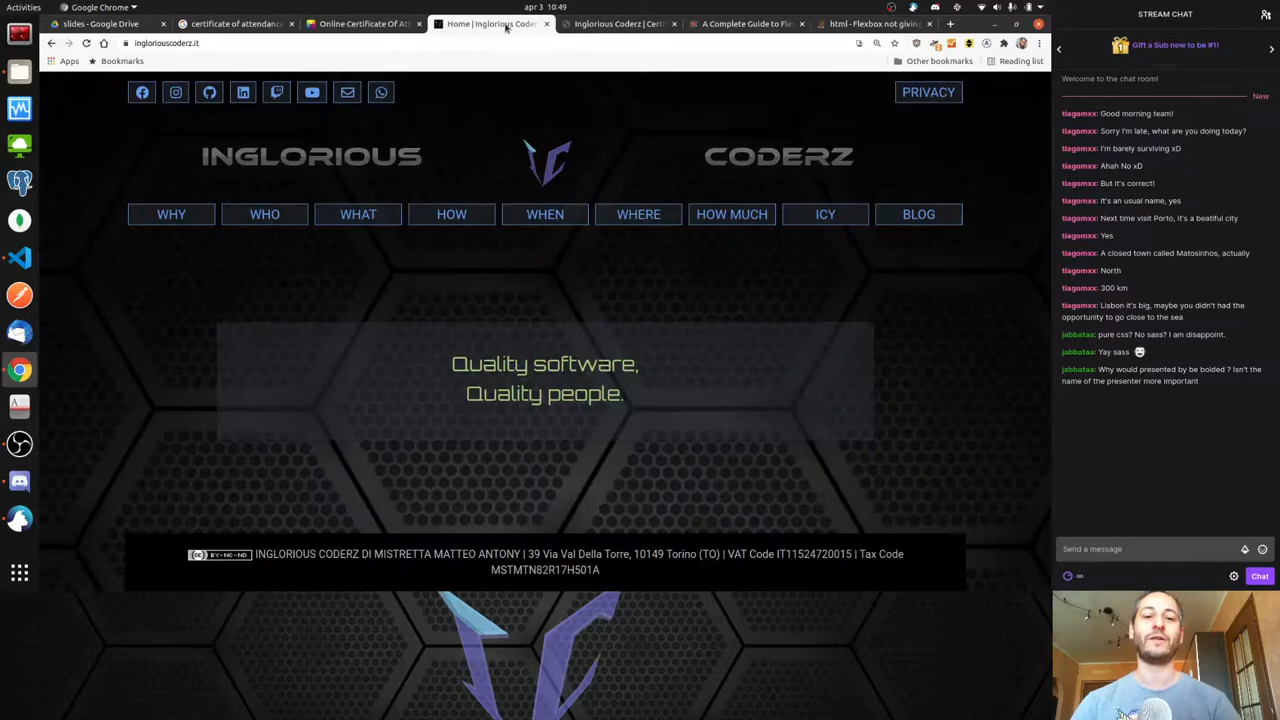 Activities
Google Chrome
apr 3 10:49
slides - Google Drive
certificate of attendance
Online Certificate Of At
Home | Inglorious Coder
Inglorious Coderz | Cert
A Complete Guide to Fle
html - Flexbox not giving
ingloriouscoderz.it
Apps
Bookmarks
Other bookmarks
Reading list
PRIVACY
INGLORIOUS
CODERZ
WHY
WHO
WHAT
HOW
WHEN
WHERE
HOW MUCH
ICY
BLOG
Quality software,
Quality people.
BY-NC-ND INGLORIOUS CODERZ DI MISTRETTA MATTEO ANTONY | 39 Via Val Della Torre, 10149 Torino (TO) | VAT Code IT11524720015 | Tax Code
MSTMTN82R17H501A
STREAM CHAT
Gift a Sub now to be #1!
Welcome to the chat room!
New
tiagomxx: Good morning team!
tiagomxx: Sorry I'm late, what are you doing today?
tiagomxx: I'm barely surviving xD
tiagomxx: Ahah No xD
tiagomxx: But it's correct!
tiagomxx: It's an usual name, yes
tiagomxx: Next time visit Porto, it's a beatiful city
tiagomxx: Yes
tiagomxx: A closed town called Matosinhos, actually
tiagomxx: North
tiagomxx: 300 km
tiagomxx: Lisbon it's big, maybe you didn't had the
opportunity to go close to the sea
jabbataa: pure css? No sass? I am disappoint.
jabbataa: Yay sass
jabbataa: Why would presented by be bolded ? Isn't the
name of the presenter more important
Send a message
Chat